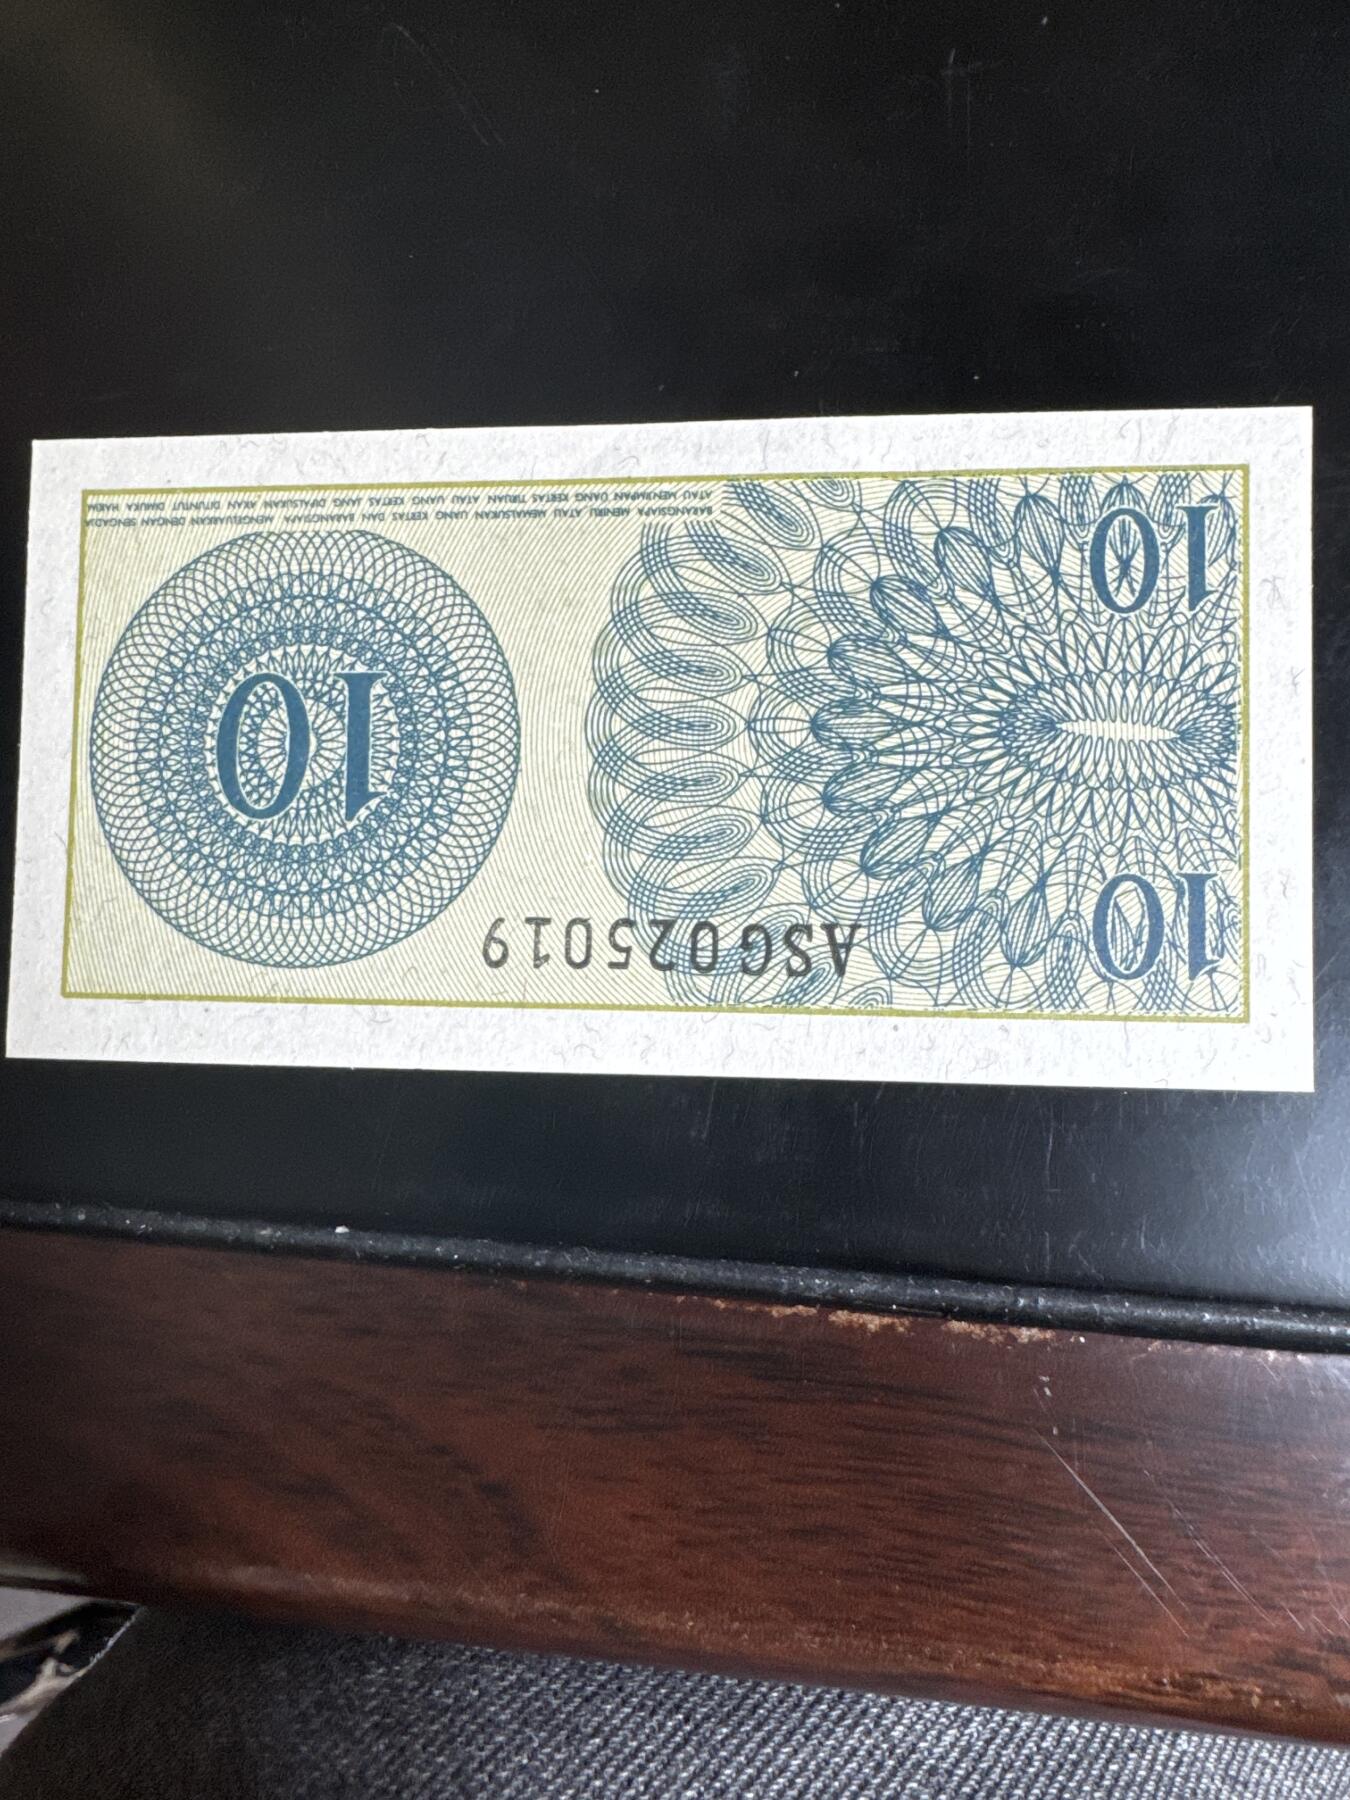 10
ASG025019
10
10
BARANGSIAPA MENIRU ATAU MEMALSUKAN UANG KERTAS DAN BARANGSIAPA MENGELUARKAN DENGAN SENGADJA
ATAU MENJIMPAN UANG KERTAS TIRUAN ATAU UANG KERTAS JANG DIPALSUKAN AKAN DITUNTUT DIMUKA HAKIM